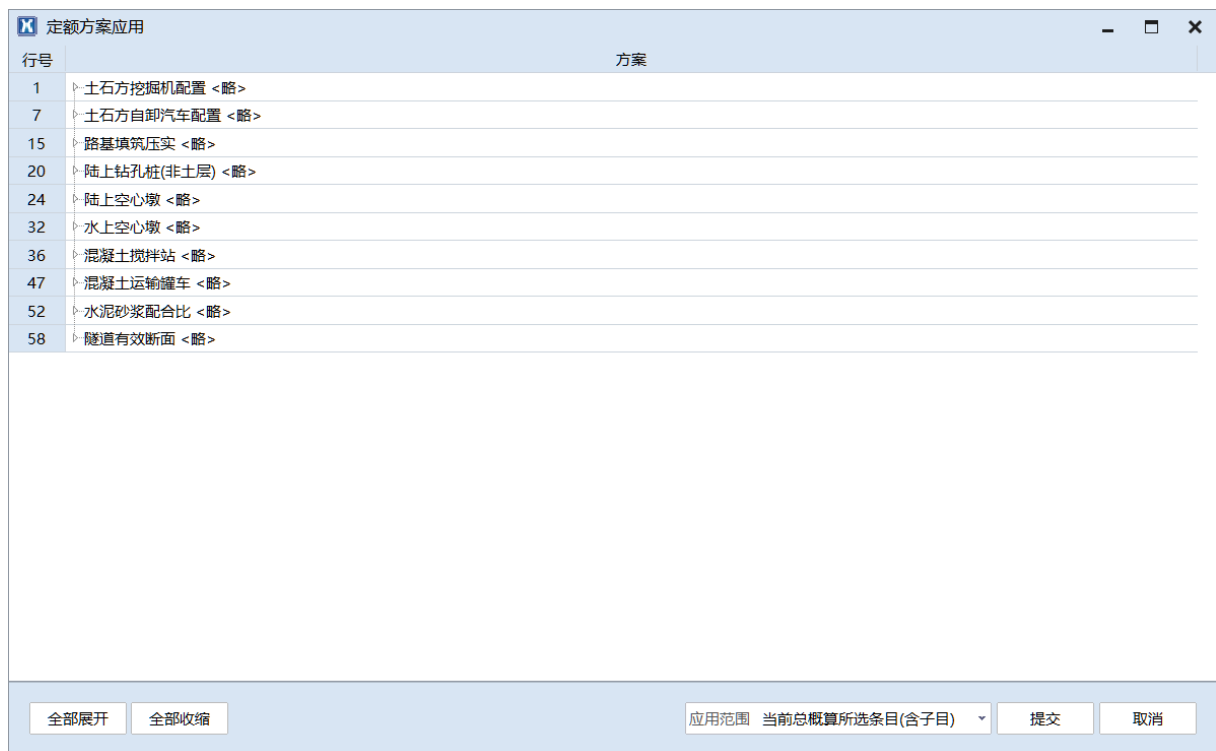 定额方案应用
行号 方案
1 土石方挖掘机配置 <略>
7 土石方自卸汽车配置 <略>
15 路基填筑压实 <略>
20 陆上钻孔桩(非土层) <略>
24 陆上空心墩 <略>
32 水上空心墩 <略>
36 混凝土搅拌站 <略>
47 混凝土运输罐车 <略>
52 水泥砂浆配合比 <略>
58 隧道有效断面 <略>
全部展开 全部收缩 应用范围 当前总概算所选条目(含子目) 提交 取消